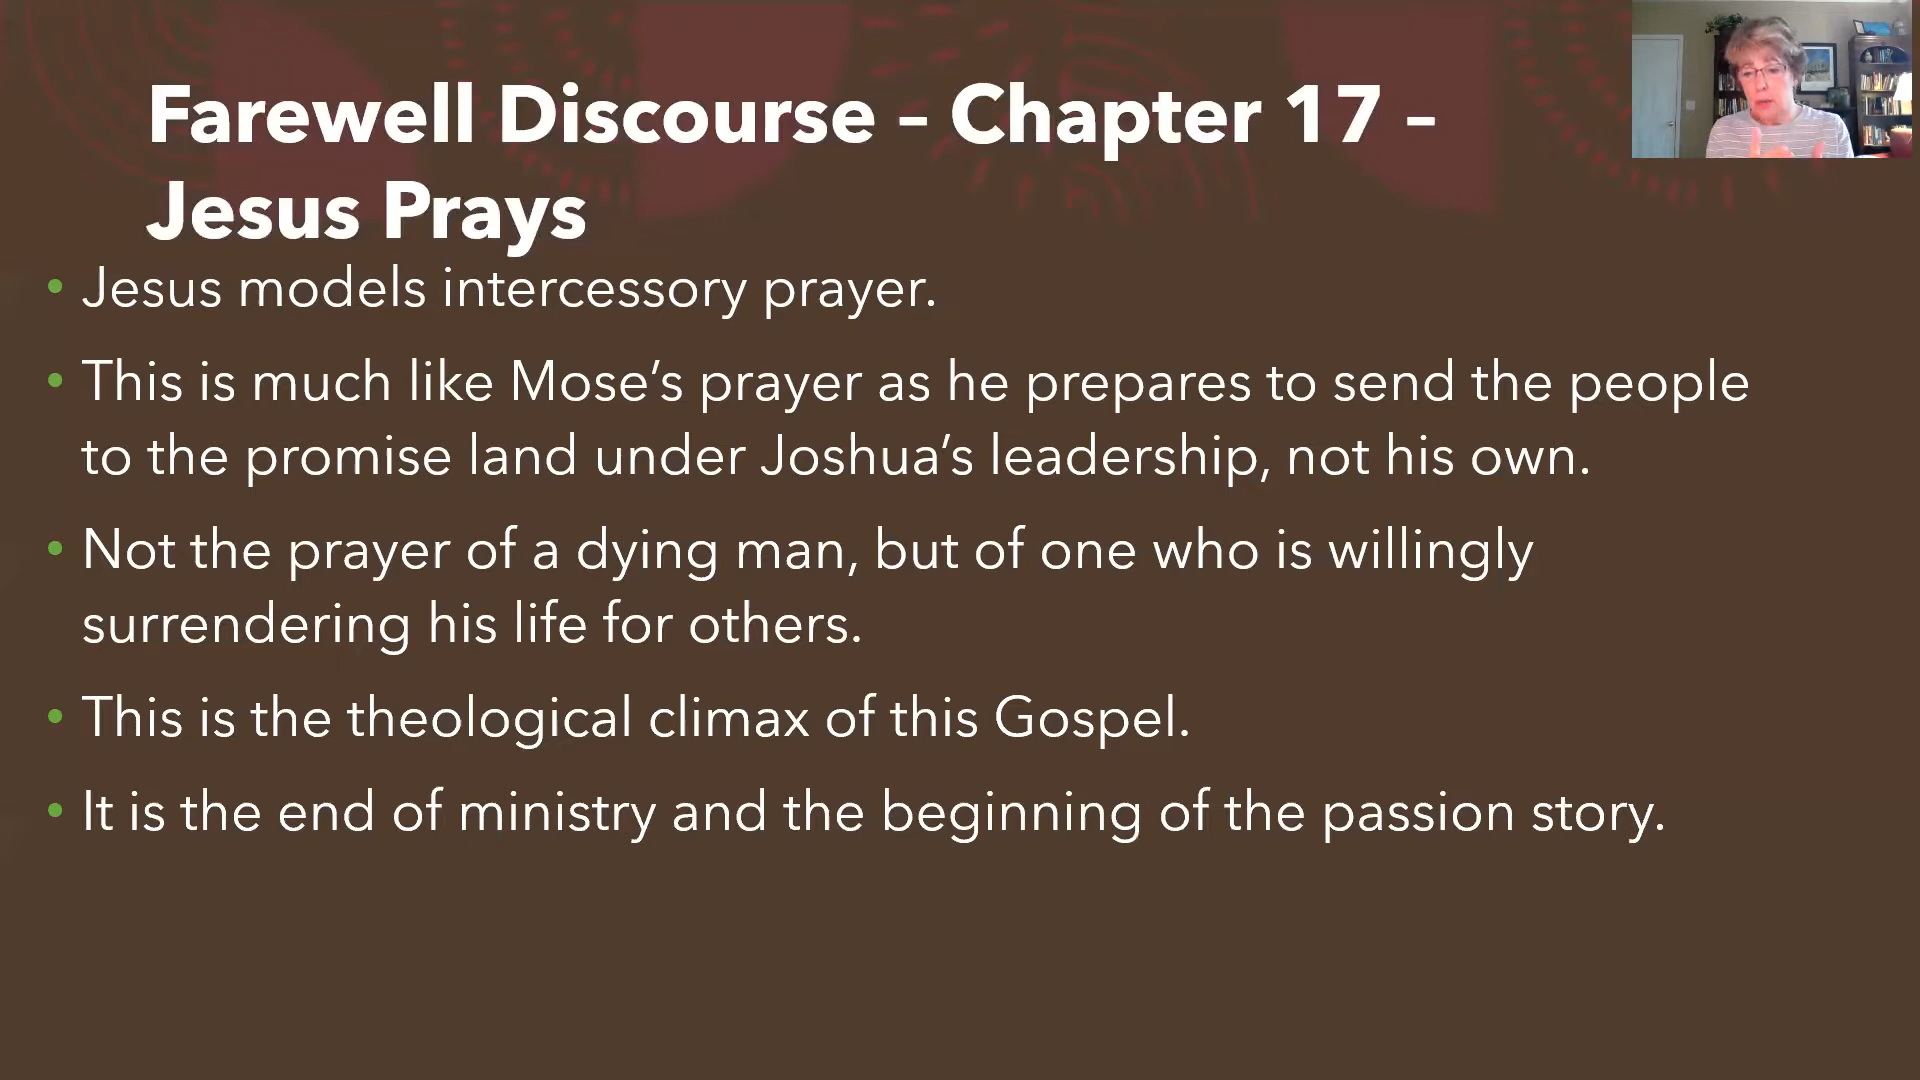 Farewell Discourse – Chapter 17 –
Jesus Prays
• Jesus models intercessory prayer.
• This is much like Mose’s prayer as he prepares to send the people
to the promise land under Joshua’s leadership, not his own.
• Not the prayer of a dying man, but of one who is willingly
surrendering his life for others.
• This is the theological climax of this Gospel.
• It is the end of ministry and the beginning of the passion story.